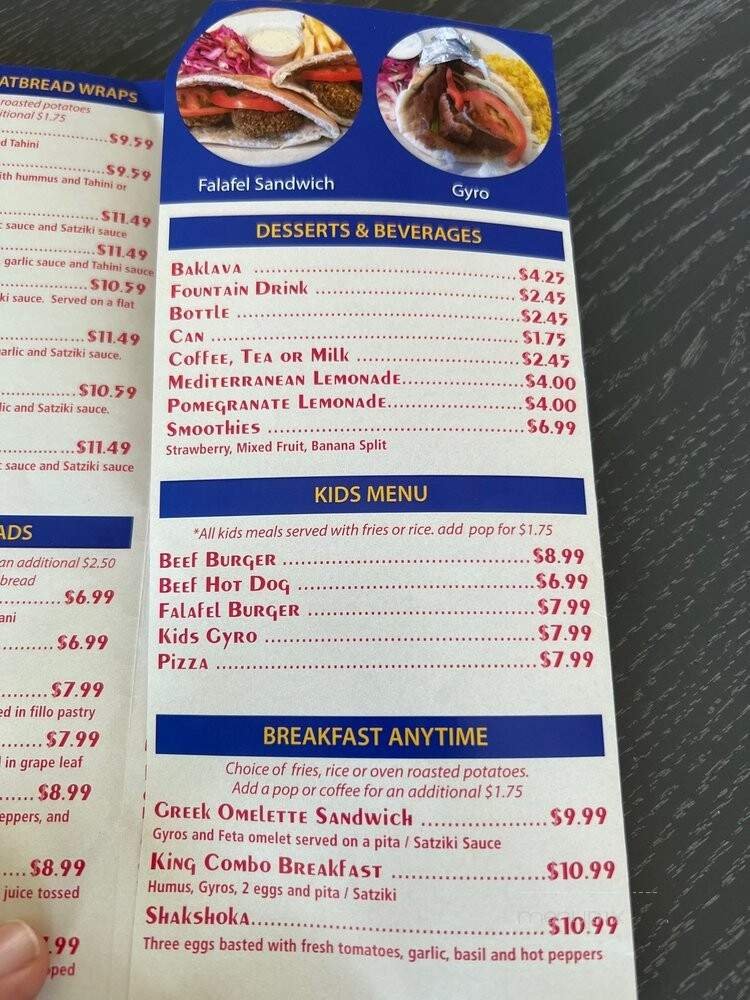 ATBREAD WRAPS
roasted potatoes
itional $1.75
$9.59
d Tahini
$9.59
ith hummus and Tahini or
$11.49
sauce and Satziki sauce
$11.49
garlic sauce and Tahini sauce
$10.59
ki sauce. Served on a flat
$11.49
arlic and Satziki sauce.
$10.59
lic and Satziki sauce.
$11.49
sauce and Satziki sauce
ADS
an additional $2.50
bread
$6.99
ani
$6.99
$7.99
ed in fillo pastry
$7.99
in grape leaf
$8.99
eppers, and
$8.99
juice tossed
.99
Falafel Sandwich
Gyro
DESSERTS & BEVERAGES
Baklava ........ $4.25
Fountain Drink ........ $2.45
Bottle ........ $2.45
Can ........ $1.75
Coffee, Tea or Milk ........ $2.45
Mediterranean Lemonade........ $4.00
Pomegranate Lemonade........ $4.00
Smoothies ........ $6.99
Strawberry, Mixed Fruit, Banana Split
KIDS MENU
*All kids meals served with fries or rice. add pop for $1.75
Beef Burger ........ $8.99
Beef Hot Dog ........ $6.99
Falafel Burger ........ $7.99
Kids Gyro ........ $7.99
Pizza ........ $7.99
BREAKFAST ANYTIME
Choice of fries, rice or oven roasted potatoes.
Add a pop or coffee for an additional $1.75
Greek Omelette Sandwich ........ $9.99
Gyros and Feta omelet served on a pita / Satziki Sauce
King Combo Breakfast ........ $10.99
Humus, Gyros, 2 eggs and pita / Satziki
Shakshoka........ $10.99
Three eggs basted with fresh tomatoes, garlic, basil and hot peppers